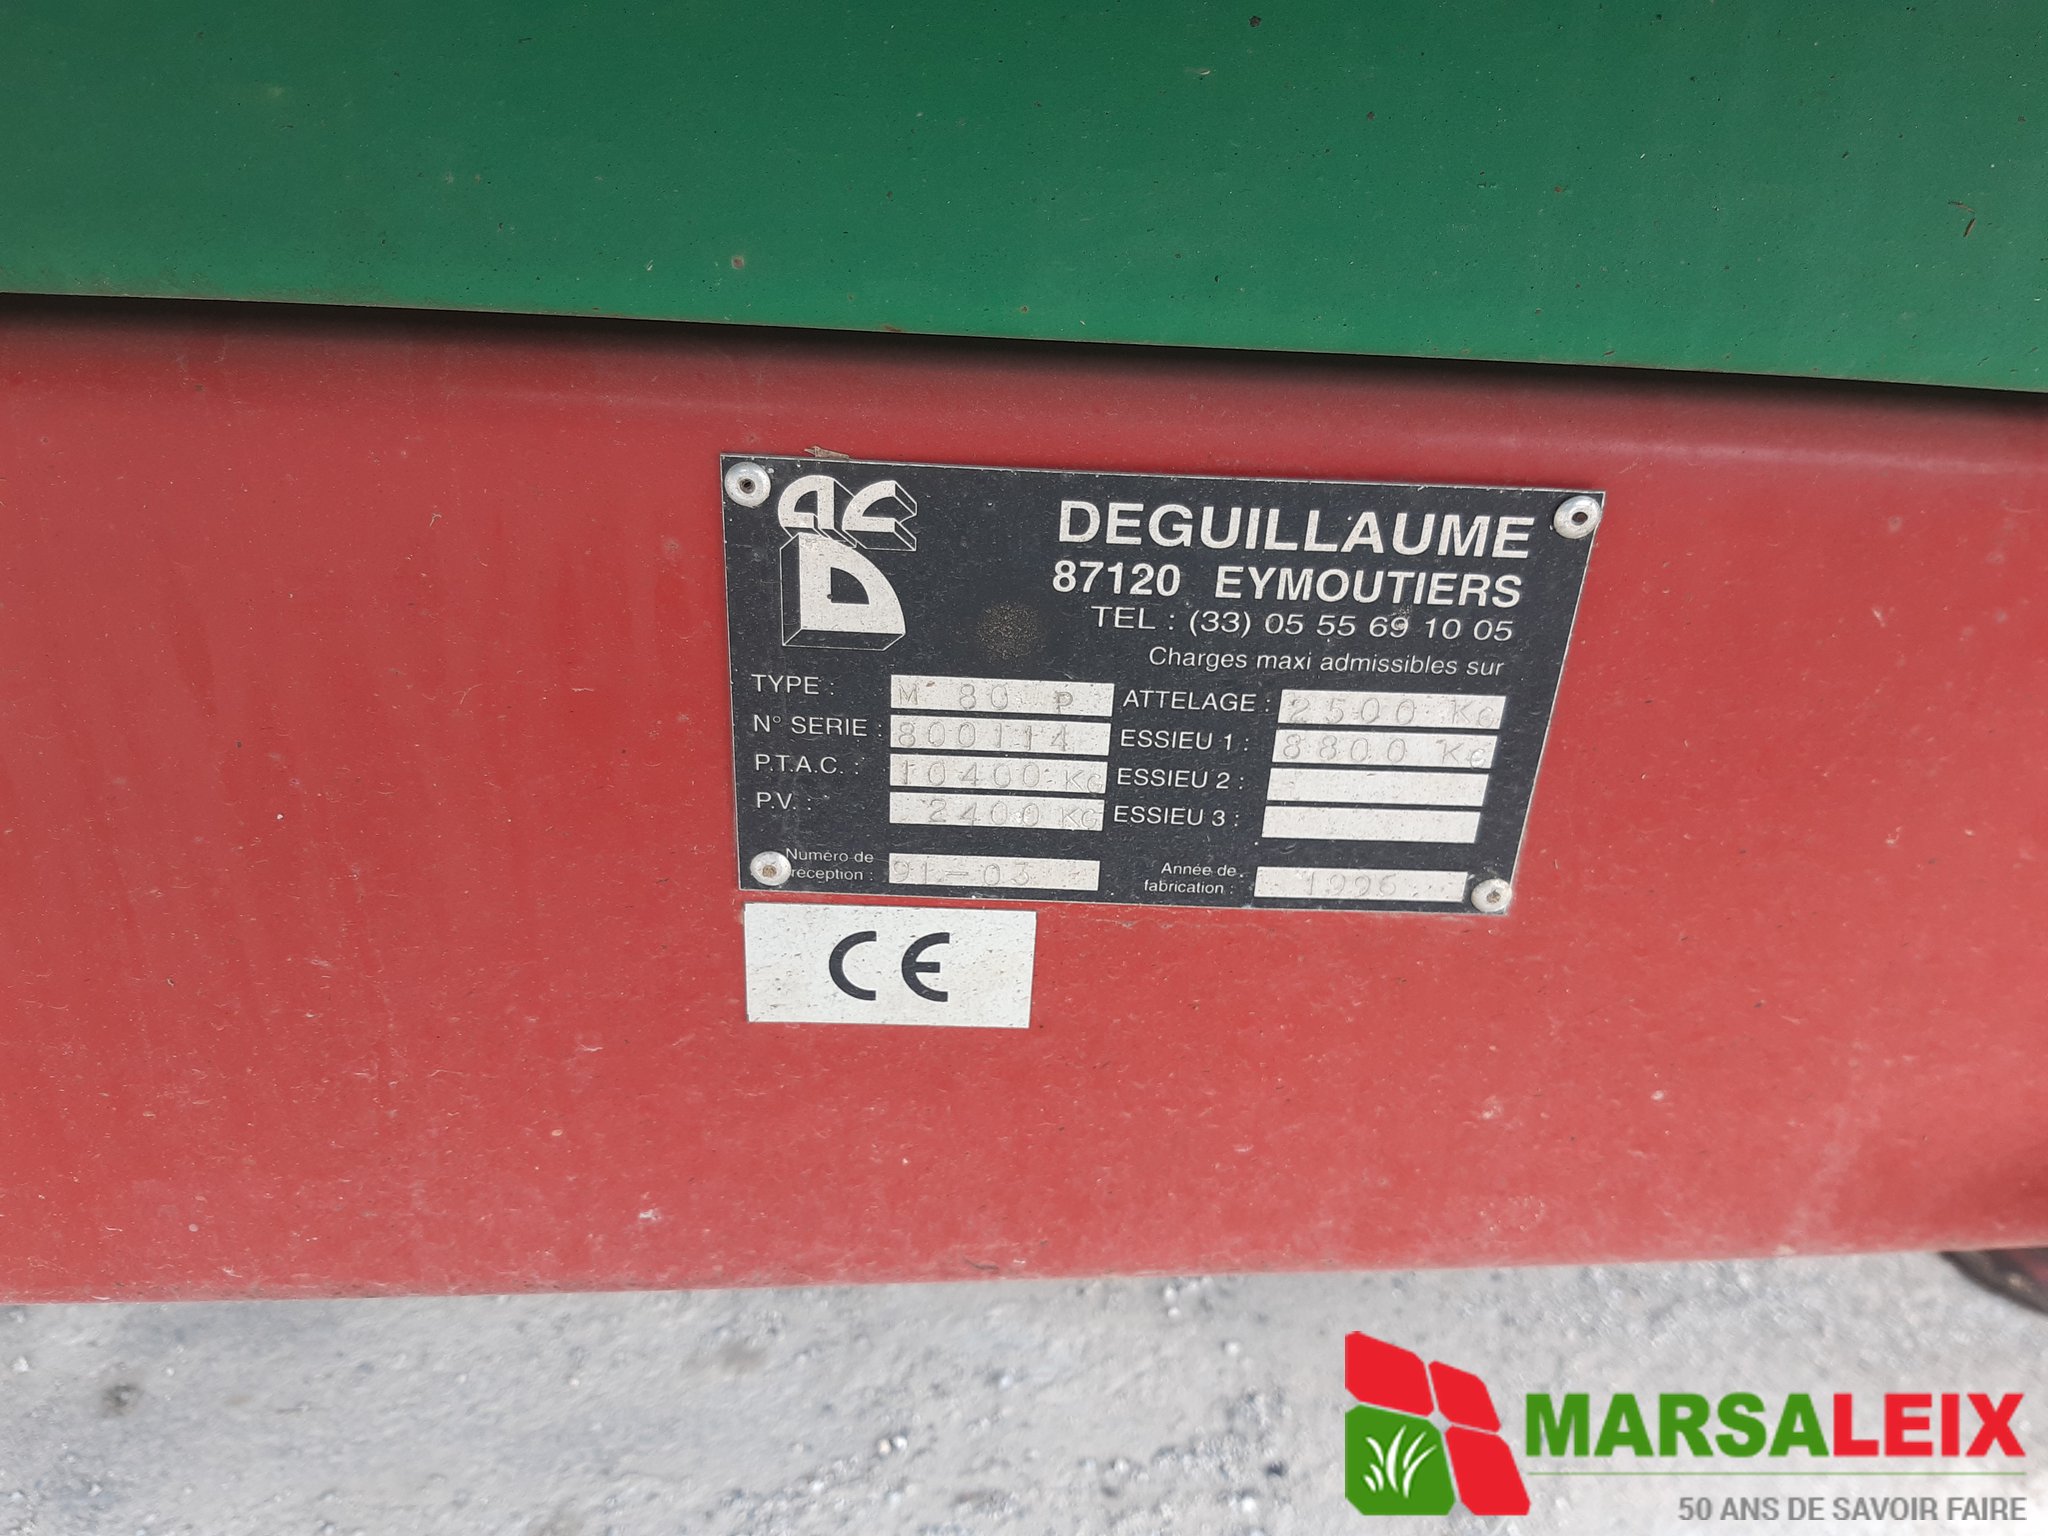 DEGUILLAUME
87120 EYMOUTIERS
TEL : (33) 05 55 69 10 05
Charges maxi admissibles sur
TYPE : M 80 P ATTELAGE : 2500 KG
N° SERIE : 800114 ESSIEU 1 : 8800 KG
P.T.A.C. : 10400 KG ESSIEU 2 :
P.V. : 2400 KG ESSIEU 3 :
Numéro de réception : 91-03 Année de fabrication : 1996
CE
MARSALEIX
50 ANS DE SAVOIR FAIRE